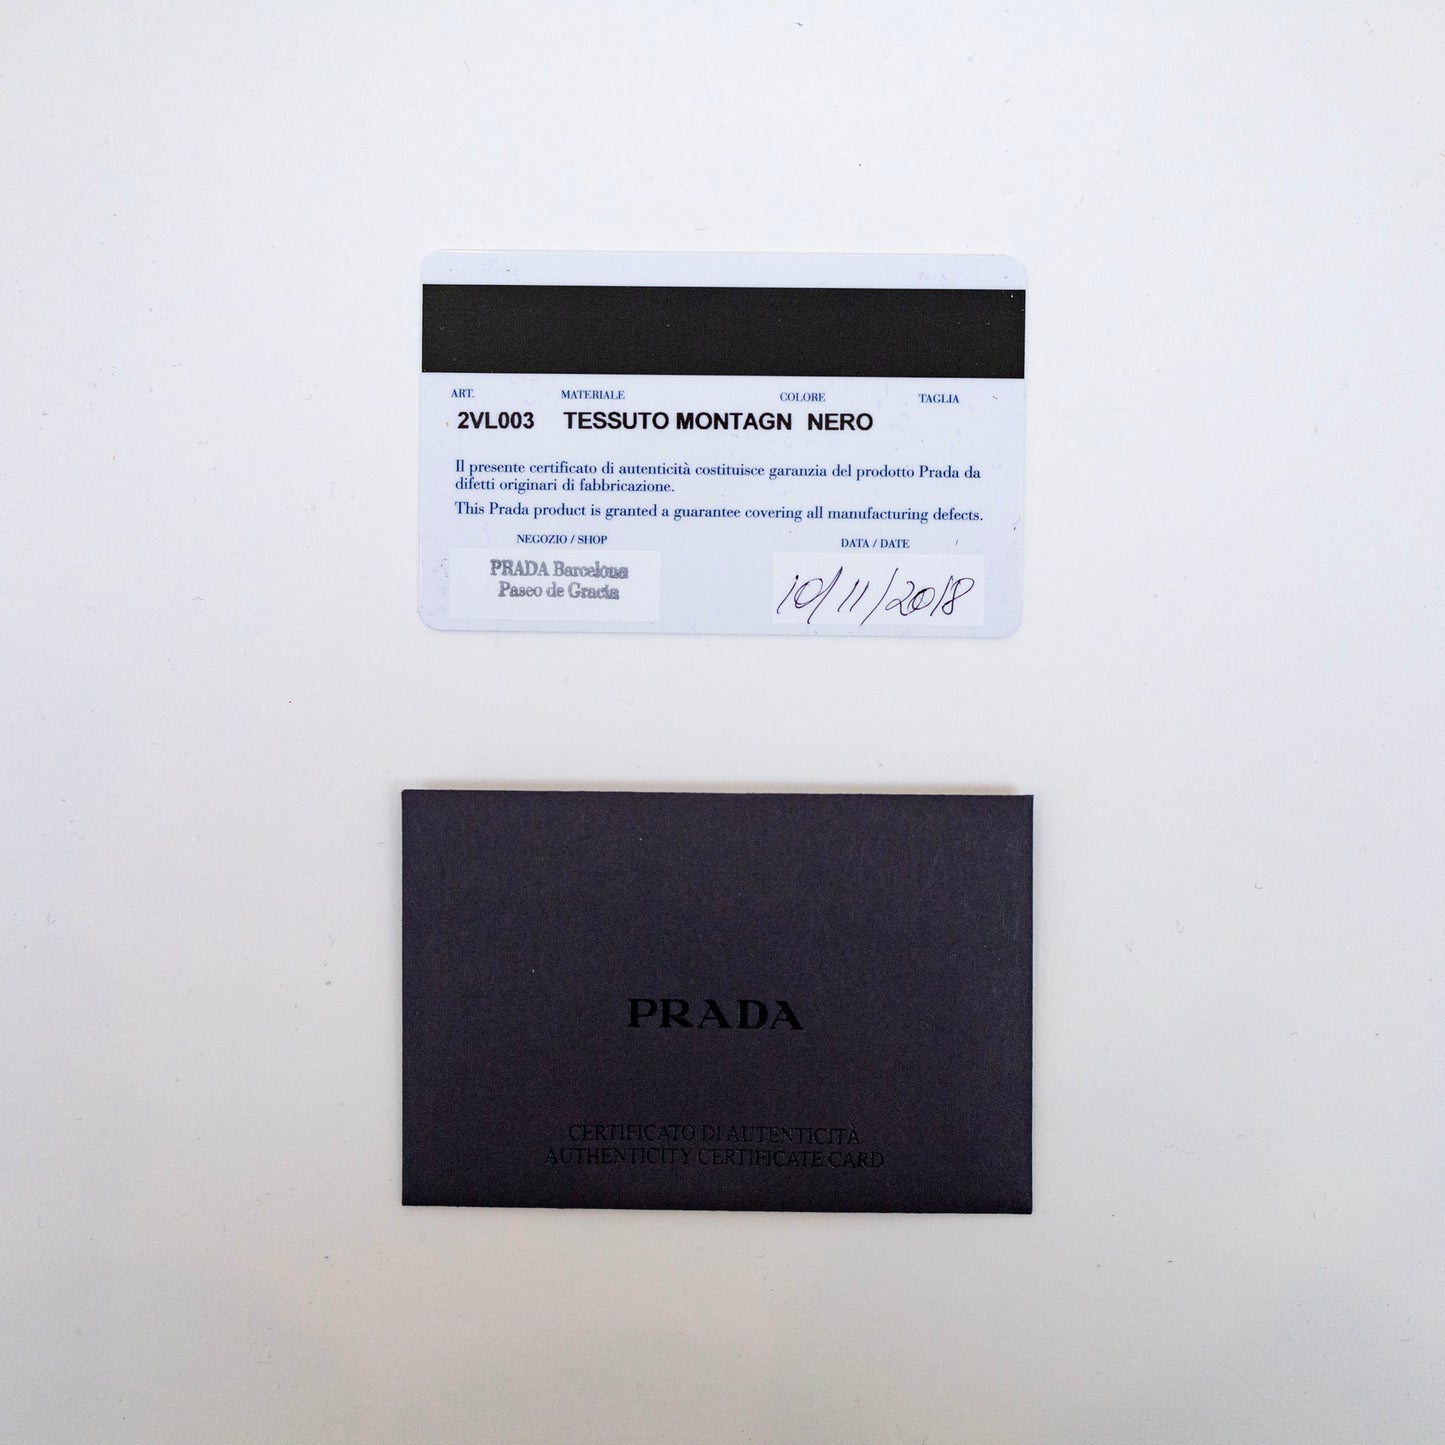 ART. MATERIALE COLORE TAGLIA
2VL003 TESSUTO MONTAGN NERO
Il presente certificato di autenticità costituisce garanzia del prodotto Prada da
difetti originari di fabbricazione.
This Prada product is granted a guarantee covering all manufacturing defects.
NEGOZIO / SHOP DATA / DATE
PRADA Barcelona
Paseo de Gracia
10/11/2018
PRADA
CERTIFICATO DI AUTENTICITÀ
AUTHENTICITY CERTIFICATE CARD